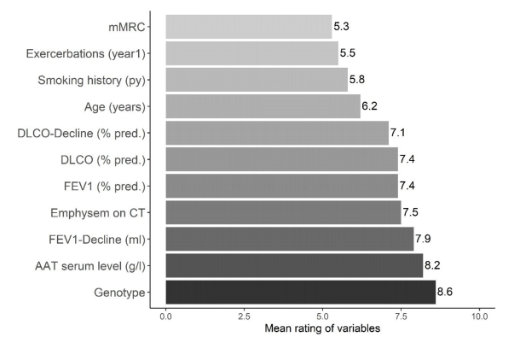 mMRC 5.3
Exercerbations (year1) 5.5
Smoking history (py) 5.8
Age (years) 6.2
DLCO-Decline (% pred.) 7.1
DLCO (% pred.) 7.4
FEV1 (% pred.) 7.4
Emphysem on CT 7.5
FEV1-Decline (ml) 7.9
AAT serum level (g/l) 8.2
Genotype 8.6
0.0 2.5 5.0 7.5 10.0
Mean rating of variables